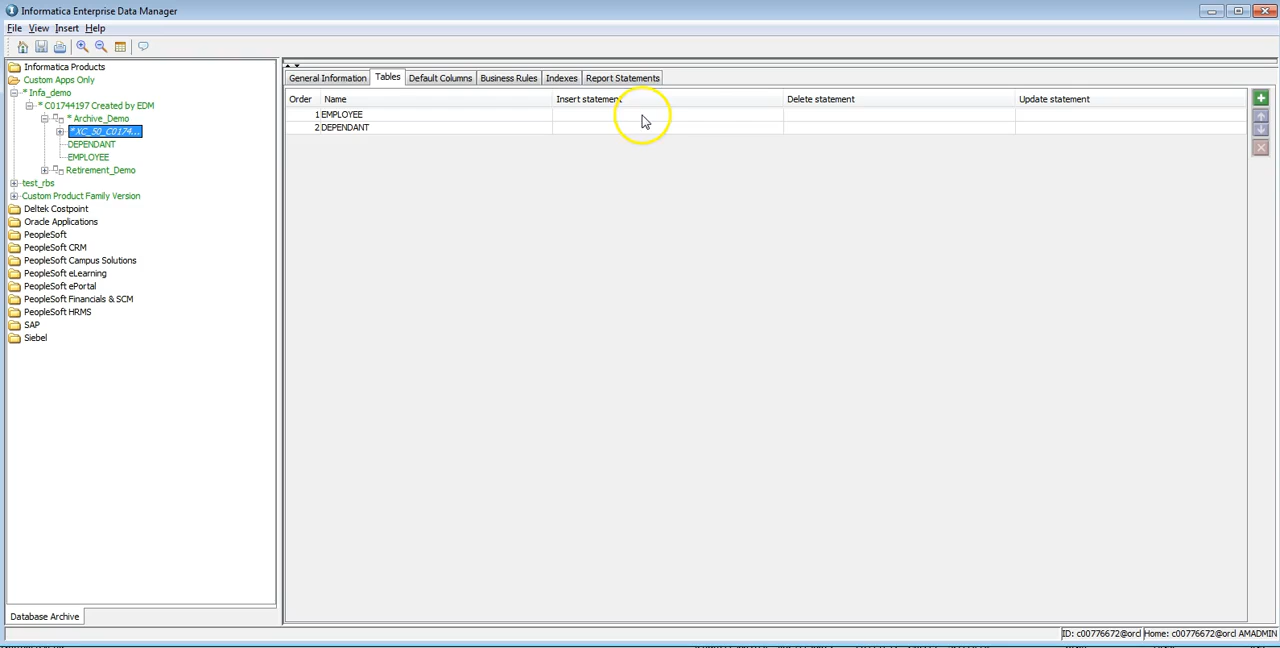 Informatica Enterprise Data Manager
File View Insert Help
Informatica Products
Custom Apps Only
* Infa_demo
* C01744197 Created by EDM
* Archive_Demo
* XC_50_C0174...
DEPENDANT
EMPLOYEE
Retirement_Demo
test_rbs
Custom Product Family Version
Deltek Costpoint
Oracle Applications
PeopleSoft
PeopleSoft CRM
PeopleSoft Campus Solutions
PeopleSoft eLearning
PeopleSoft ePortal
PeopleSoft Financials & SCM
PeopleSoft HRMS
SAP
Siebel
Database Archive
General Information Tables Default Columns Business Rules Indexes Report Statements
Order Name Insert statement Delete statement Update statement
1 EMPLOYEE
2 DEPENDANT
ID: c00776672@orcl Home: c00776672@orcl AMADMIN